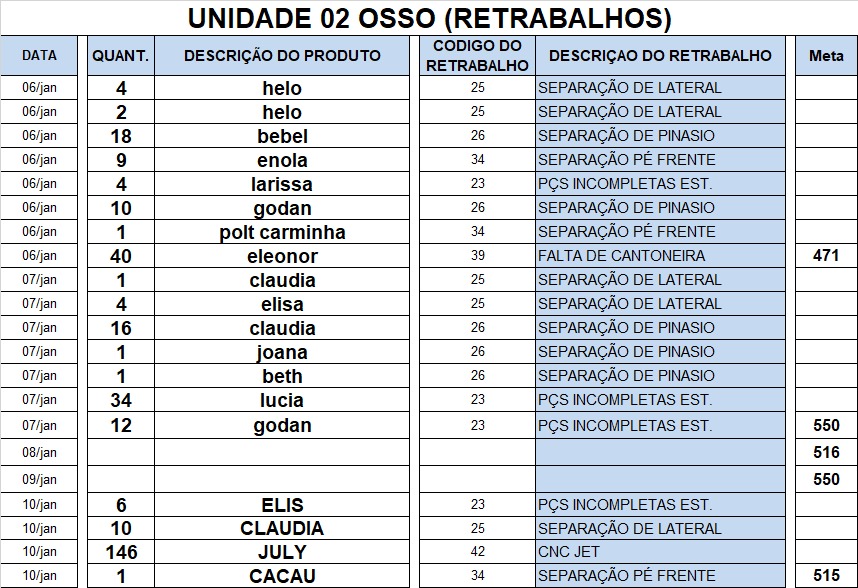 UNIDADE 02 OSSO (RETRABALHOS)
DATA QUANT. DESCRIÇÃO DO PRODUTO CODIGO DO RETRABALHO DESCRIÇAO DO RETRABALHO Meta
06/jan 4 helo 25 SEPARAÇÃO DE LATERAL
06/jan 2 helo 25 SEPARAÇÃO DE LATERAL
06/jan 18 bebel 26 SEPARAÇÃO DE PINASIO
06/jan 9 enola 34 SEPARAÇÃO PÉ FRENTE
06/jan 4 larissa 23 PÇS INCOMPLETAS EST.
06/jan 10 godan 26 SEPARAÇÃO DE PINASIO
06/jan 1 polt carminha 34 SEPARAÇÃO PÉ FRENTE
06/jan 40 eleonor 39 FALTA DE CANTONEIRA 471
07/jan 1 claudia 25 SEPARAÇÃO DE LATERAL
07/jan 4 elisa 25 SEPARAÇÃO DE LATERAL
07/jan 16 claudia 26 SEPARAÇÃO DE PINASIO
07/jan 1 joana 26 SEPARAÇÃO DE PINASIO
07/jan 1 beth 26 SEPARAÇÃO DE PINASIO
07/jan 34 lucia 23 PÇS INCOMPLETAS EST.
07/jan 12 godan 23 PÇS INCOMPLETAS EST. 550
08/jan 516
09/jan 550
10/jan 6 ELIS 23 PÇS INCOMPLETAS EST.
10/jan 10 CLAUDIA 25 SEPARAÇÃO DE LATERAL
10/jan 146 JULY 42 CNC JET
10/jan 1 CACAU 34 SEPARAÇÃO PÉ FRENTE 515